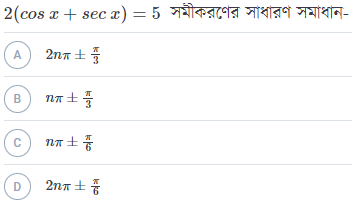 2(cos x + sec x) = 5 সমীকরণের সাধারণ সমাধান-
A 2nπ ± π/3
B nπ ± π/3
C nπ ± π/6
D 2nπ ± π/6